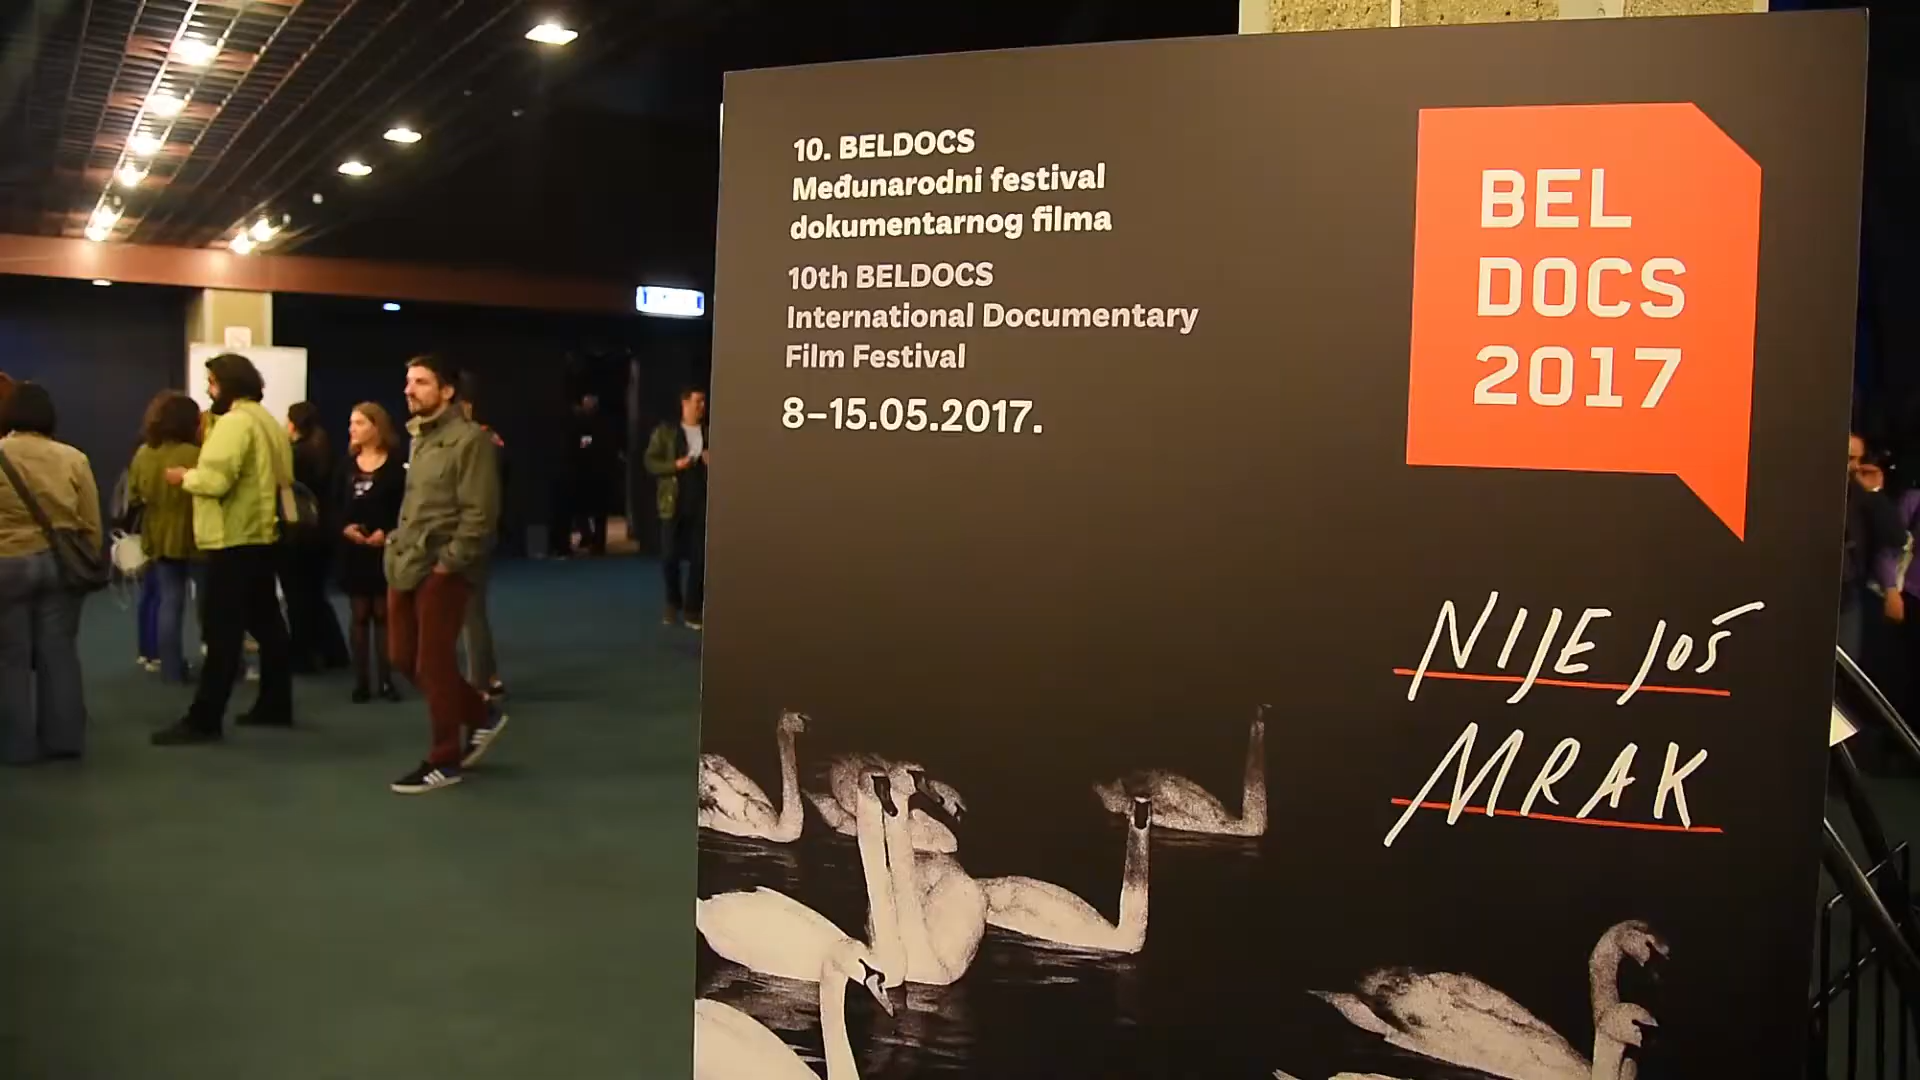 10. BELDOCS
Međunarodni festival
dokumentarnog filma
10th BELDOCS
International Documentary
Film Festival
8–15.05.2017.
BEL
DOCS
2017
NIJE JOŠ
MRAK